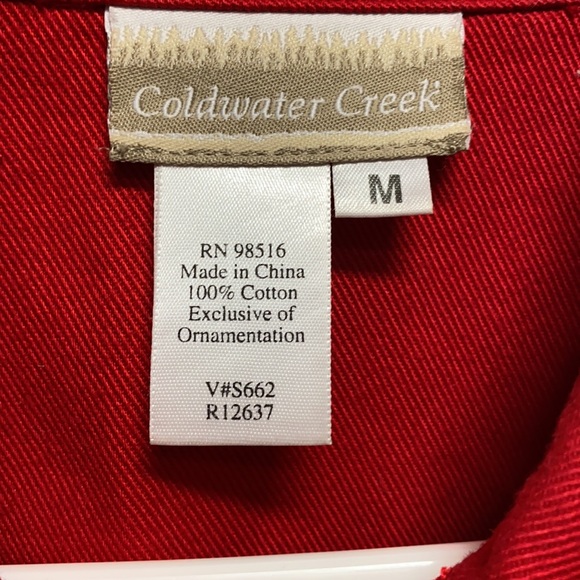 Coldwater Creek
M
RN 98516
Made in China
100% Cotton
Exclusive of
Ornamentation
V#S662
R12637